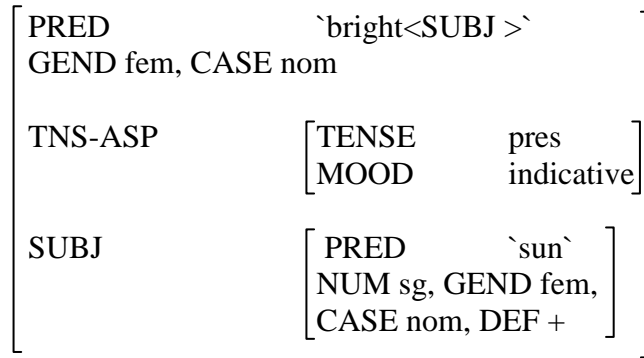 PRED `bright<SUBJ >`
GEND fem, CASE nom
TNS-ASP TENSE pres
MOOD indicative
SUBJ PRED `sun`
NUM sg, GEND fem,
CASE nom, DEF +